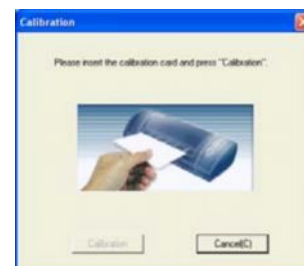 Calibration
Please insert the calibration card and press "Calibration".
Calibration
Cancel(C)